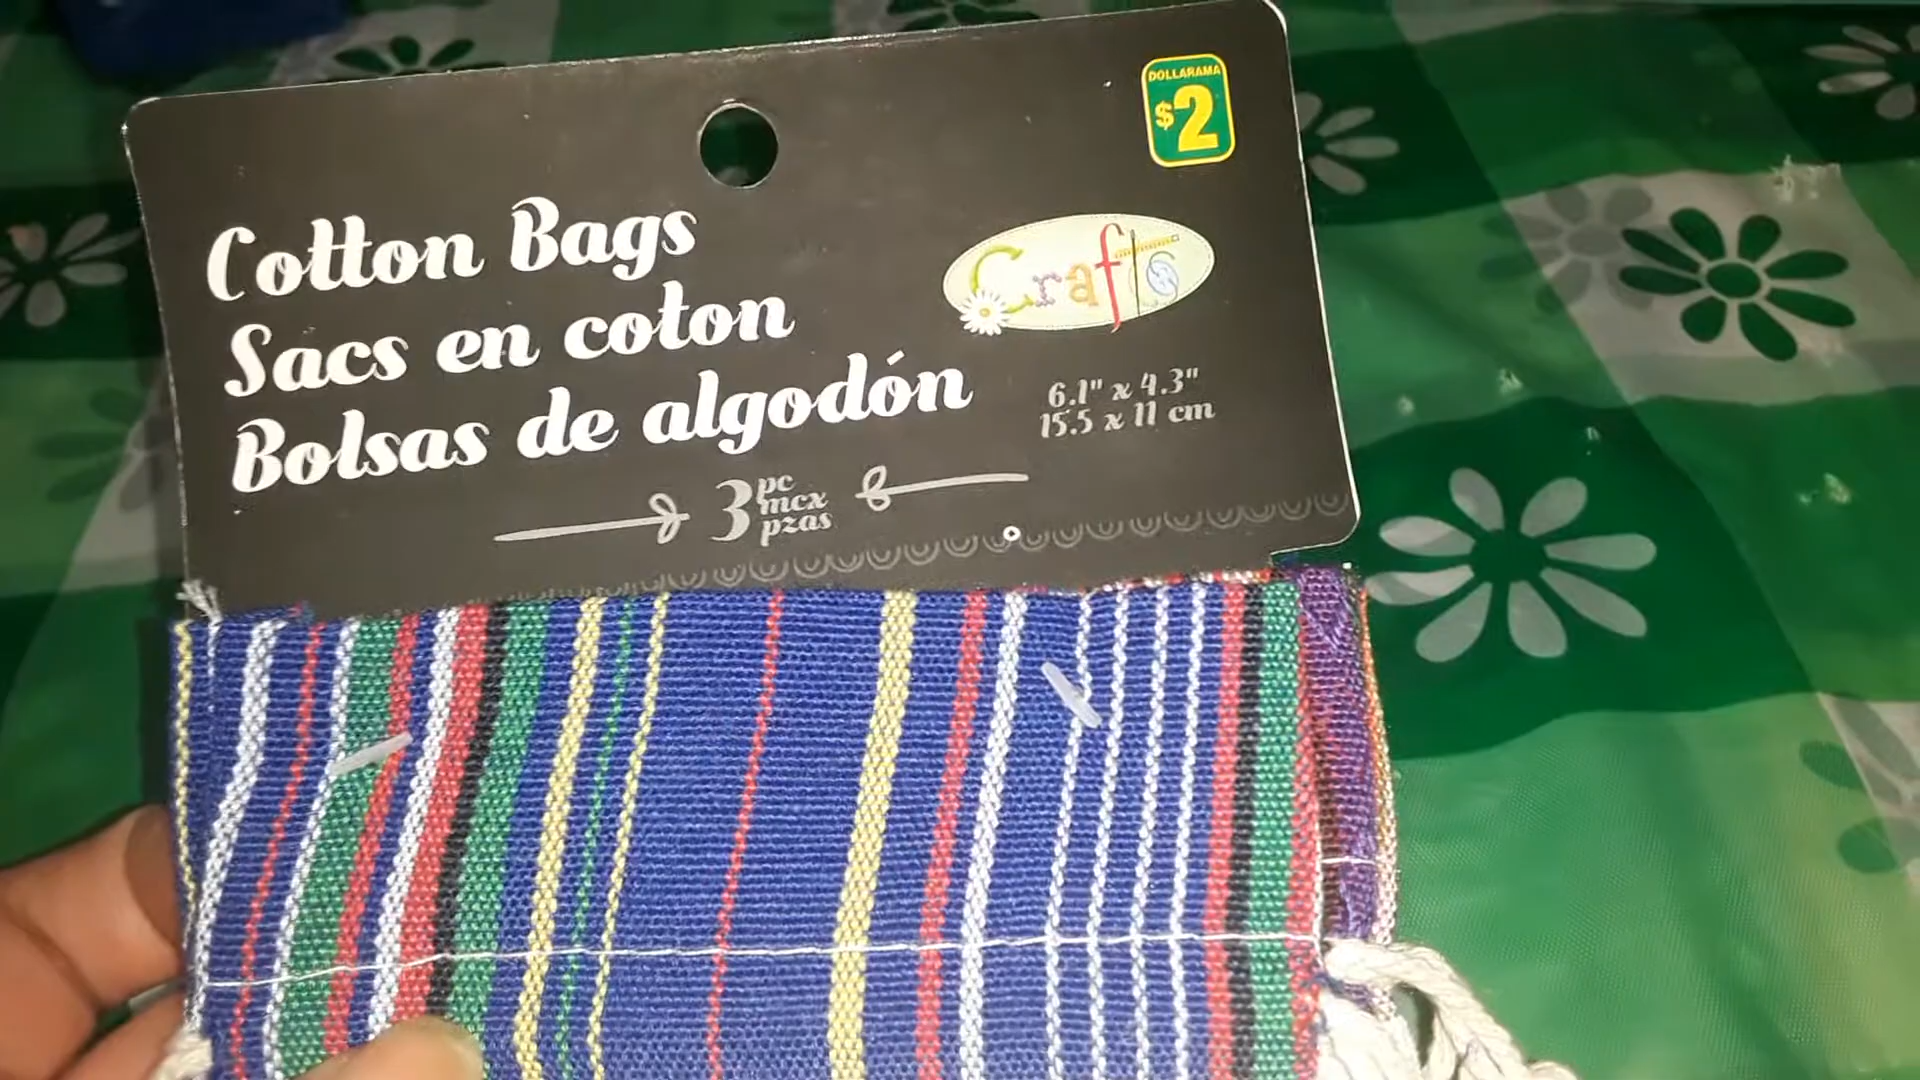 DOLLARAMA
$2
Cotton Bags
Sacs en coton
Bolsas de algodón
Crafts
6.1" x 4.3"
15.5 x 11 cm
3 pc
mcx
pzas